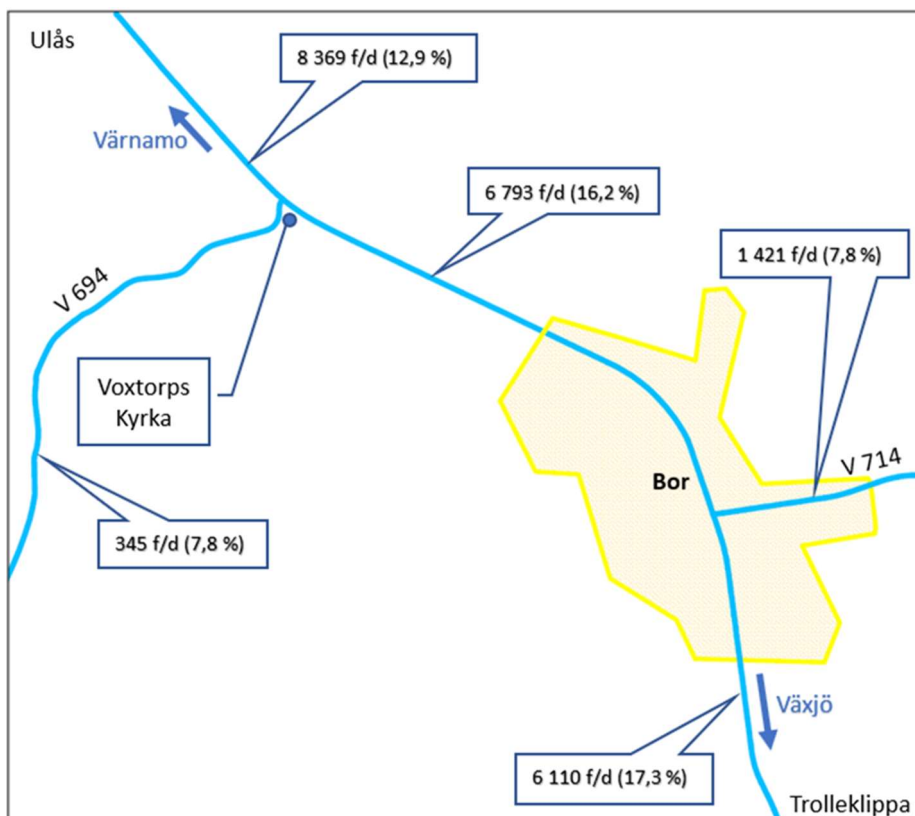 Ulås
8 369 f/d (12,9 %)
Värnamo
6 793 f/d (16,2 %)
1 421 f/d (7,8 %)
V 694
Voxtorps
Kyrka
V 714
Bor
345 f/d (7,8 %)
Växjö
6 110 f/d (17,3 %)
Trolleklippa